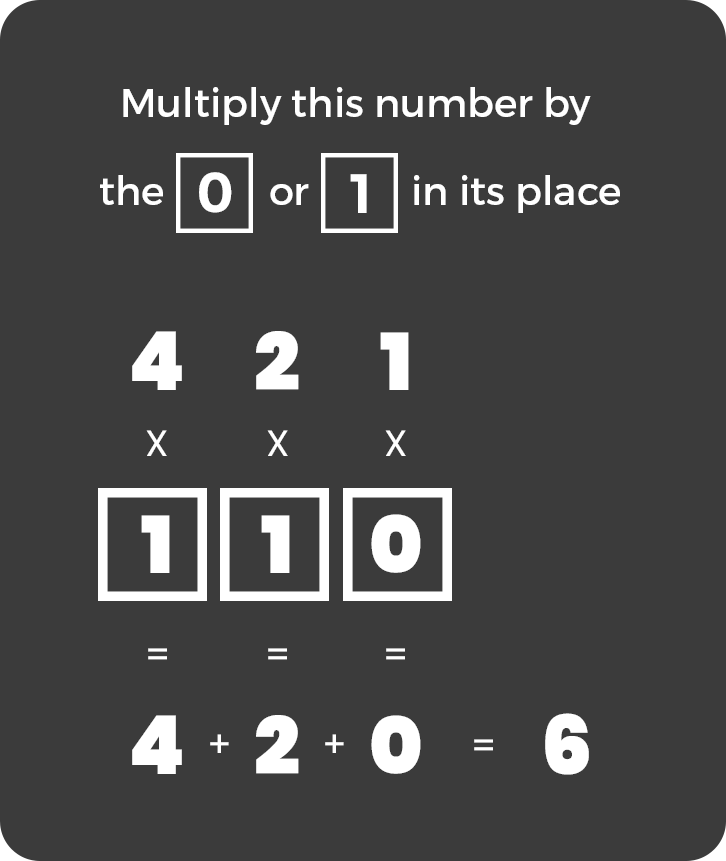 Multiply this number by
the 0 or 1 in its place
4 2 1
x x x
1 1 0
= = =
4 + 2 + 0 = 6